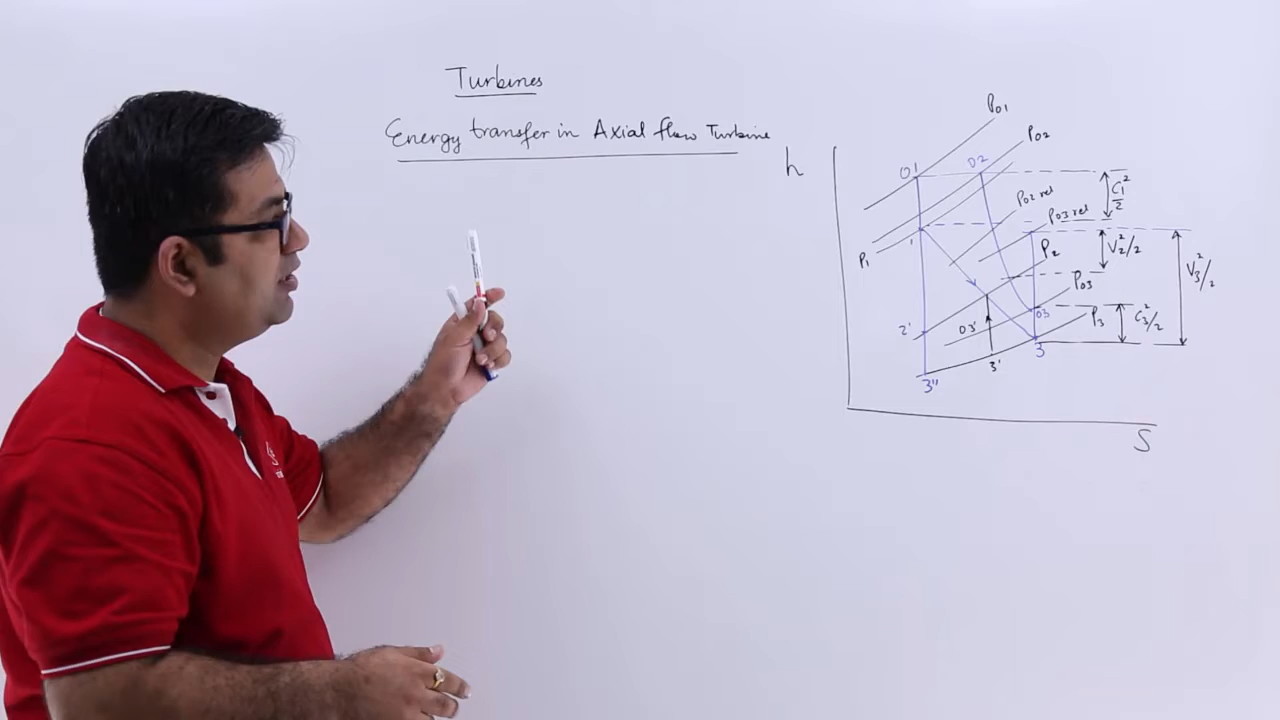 Turbines
Energy transfer in Axial flow Turbine
h
P01
P02
01
02
C1²/2
P02 rel
P03 rel
1
P1
P2
V2²/2
V3²/2
P03
2'
03'
03
P3
C3²/2
3'
3
3"
S